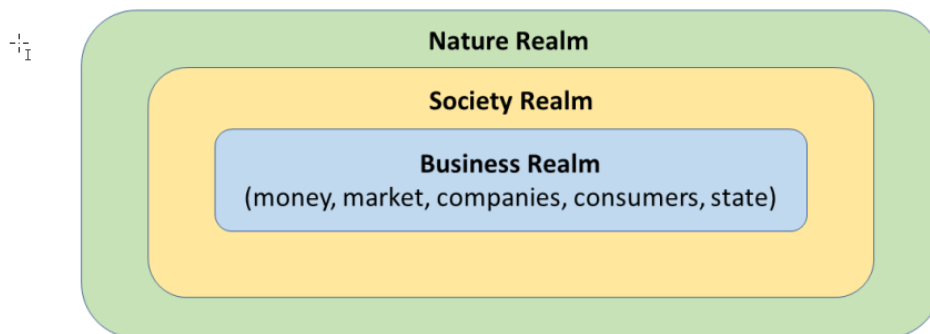 Nature Realm
Society Realm
Business Realm
(money, market, companies, consumers, state)